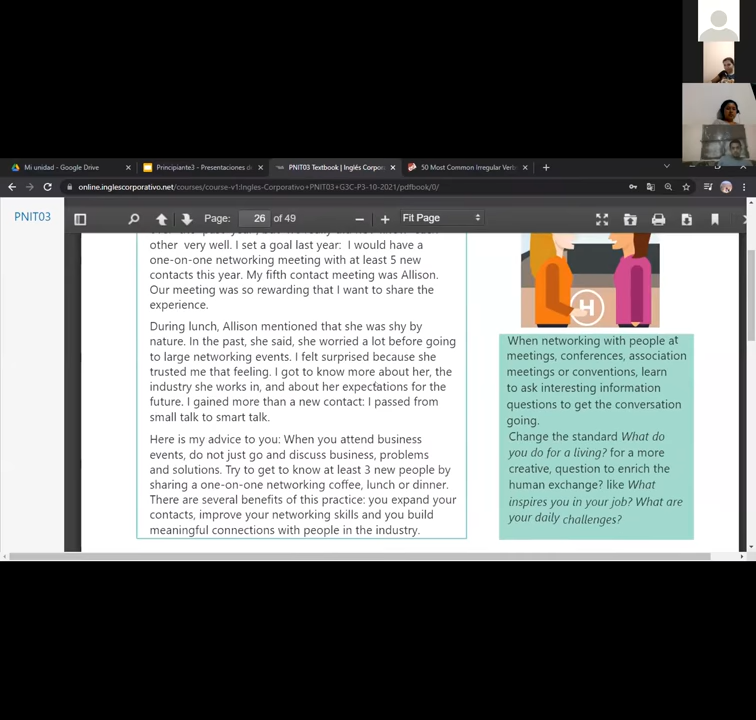 Mi unidad - Google Drive
Principiante3 - Presentaciones d
PNIT03 Textbook | Inglés Corpor
50 Most Common Irregular Verb
online.inglescorporativo.net/courses/course-v1:Ingles-Corporativo+PNIT03+G3C-P3-10-2021/pdfbook/0/
PNIT03
Page: 26 of 49
Fit Page
other very well. I set a goal last year: I would have a
one-on-one networking meeting with at least 5 new
contacts this year. My fifth contact meeting was Allison.
Our meeting was so rewarding that I want to share the
experience.
During lunch, Allison mentioned that she was shy by
nature. In the past, she said, she worried a lot before going
to large networking events. I felt surprised because she
trusted me that feeling. I got to know more about her, the
industry she works in, and about her expectations for the
future. I gained more than a new contact: I passed from
small talk to smart talk.
Here is my advice to you: When you attend business
events, do not just go and discuss business, problems
and solutions. Try to get to know at least 3 new people by
sharing a one-on-one networking coffee, lunch or dinner.
There are several benefits of this practice: you expand your
contacts, improve your networking skills and you build
meaningful connections with people in the industry.
H
When networking with people at
meetings, conferences, association
meetings or conventions, learn
to ask interesting information
questions to get the conversation
going.
Change the standard What do
you do for a living? for a more
creative, question to enrich the
human exchange? like What
inspires you in your job? What are
your daily challenges?